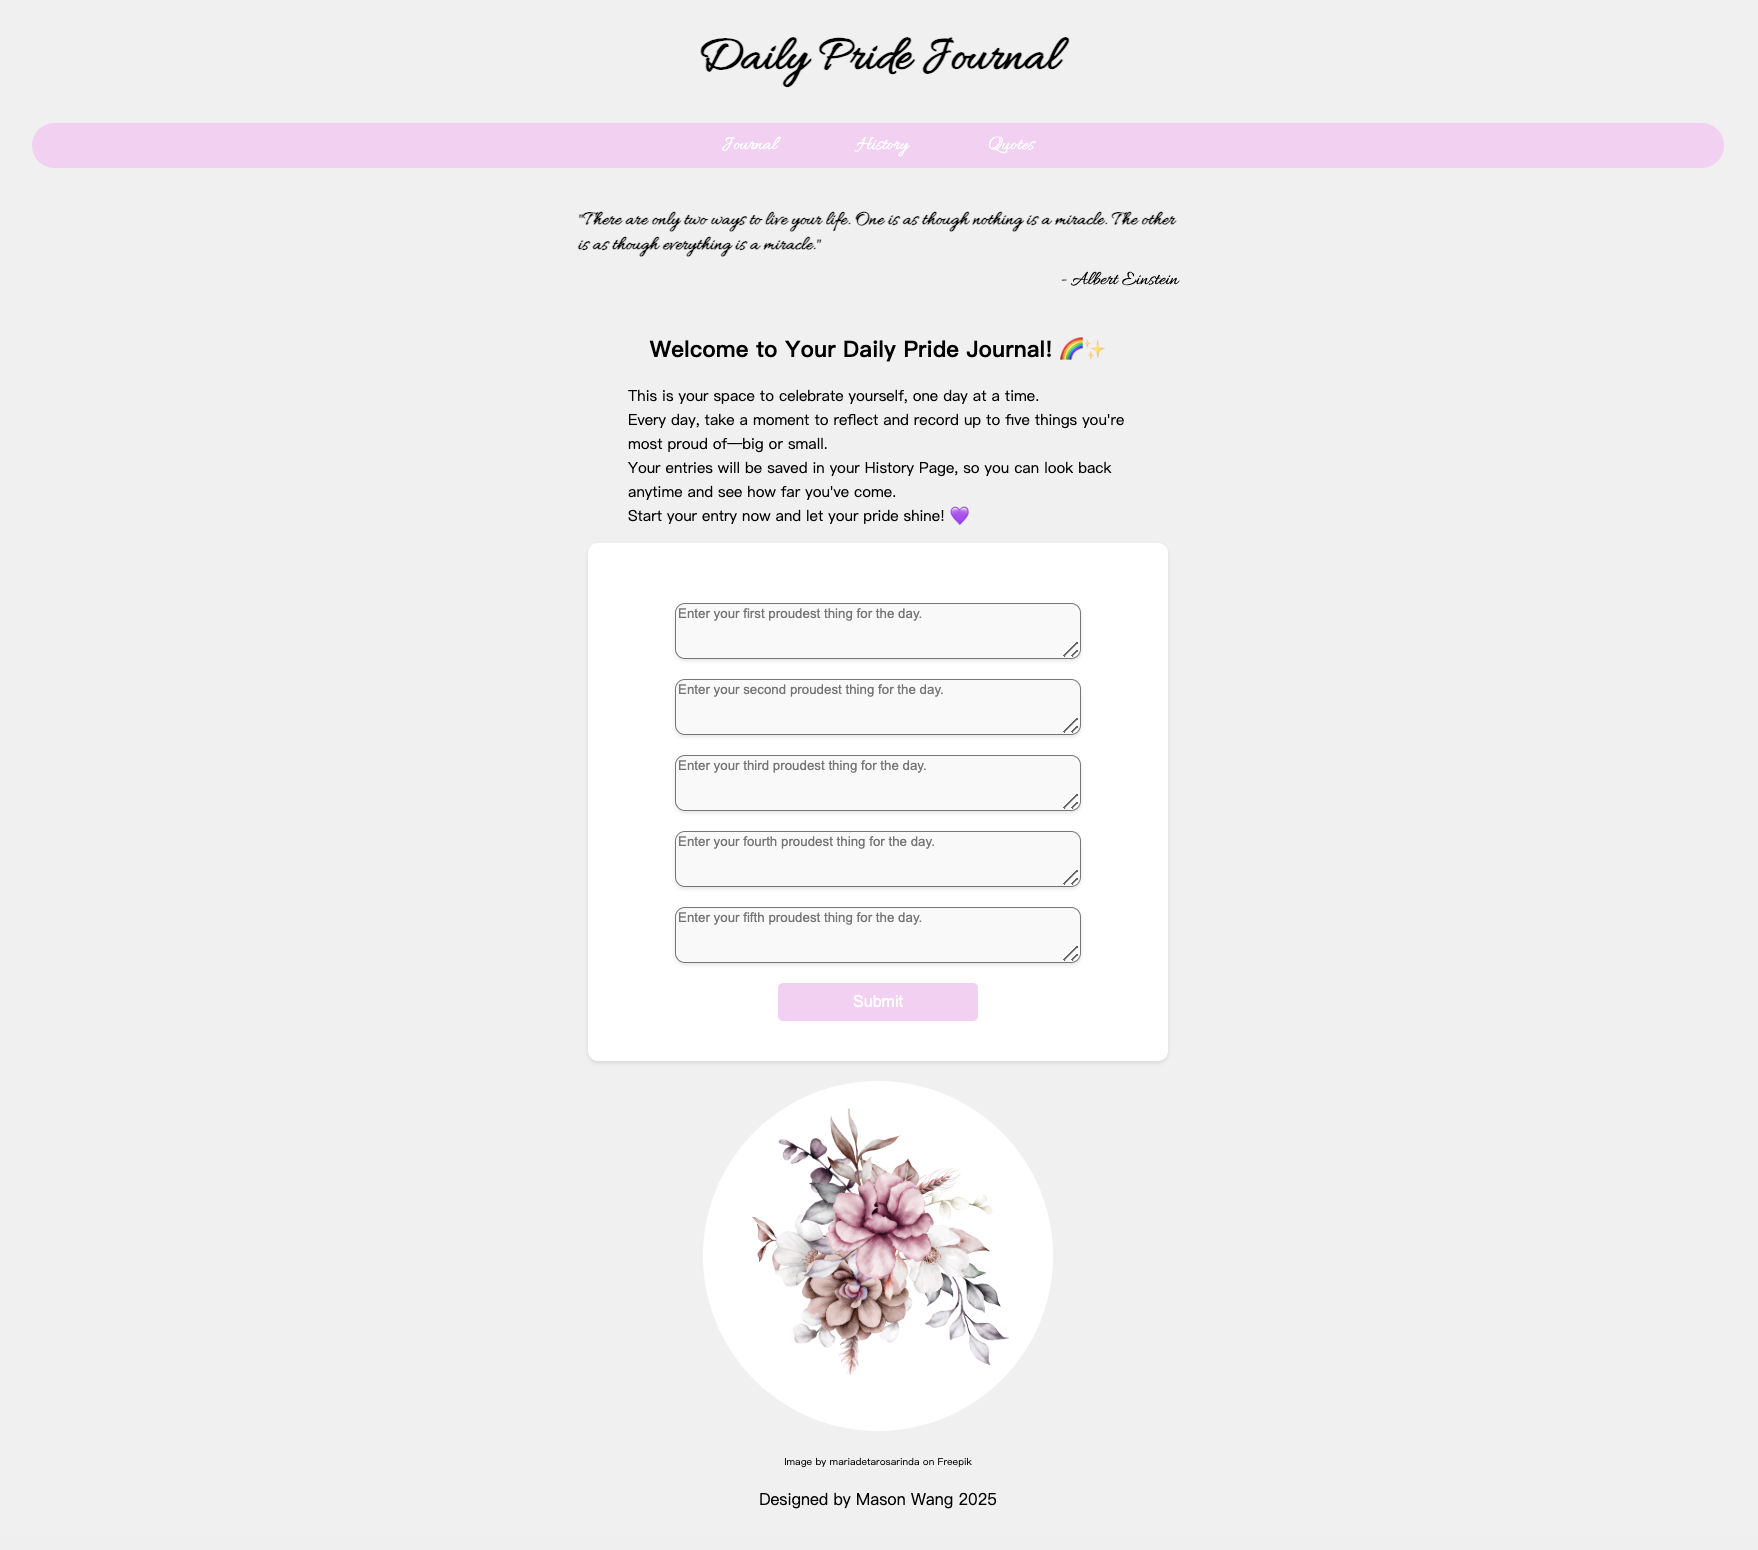 Daily Pride Journal
Journal History Quotes
"There are only two ways to live your life. One is as though nothing is a miracle. The other
is as though everything is a miracle."
- Albert Einstein
Welcome to Your Daily Pride Journal! 🌈✨
This is your space to celebrate yourself, one day at a time.
Every day, take a moment to reflect and record up to five things you're
most proud of—big or small.
Your entries will be saved in your History Page, so you can look back
anytime and see how far you've come.
Start your entry now and let your pride shine! 💜
Enter your first proudest thing for the day.
Enter your second proudest thing for the day.
Enter your third proudest thing for the day.
Enter your fourth proudest thing for the day.
Enter your fifth proudest thing for the day.
Submit
Image by mariadetarosarinda on Freepik
Designed by Mason Wang 2025